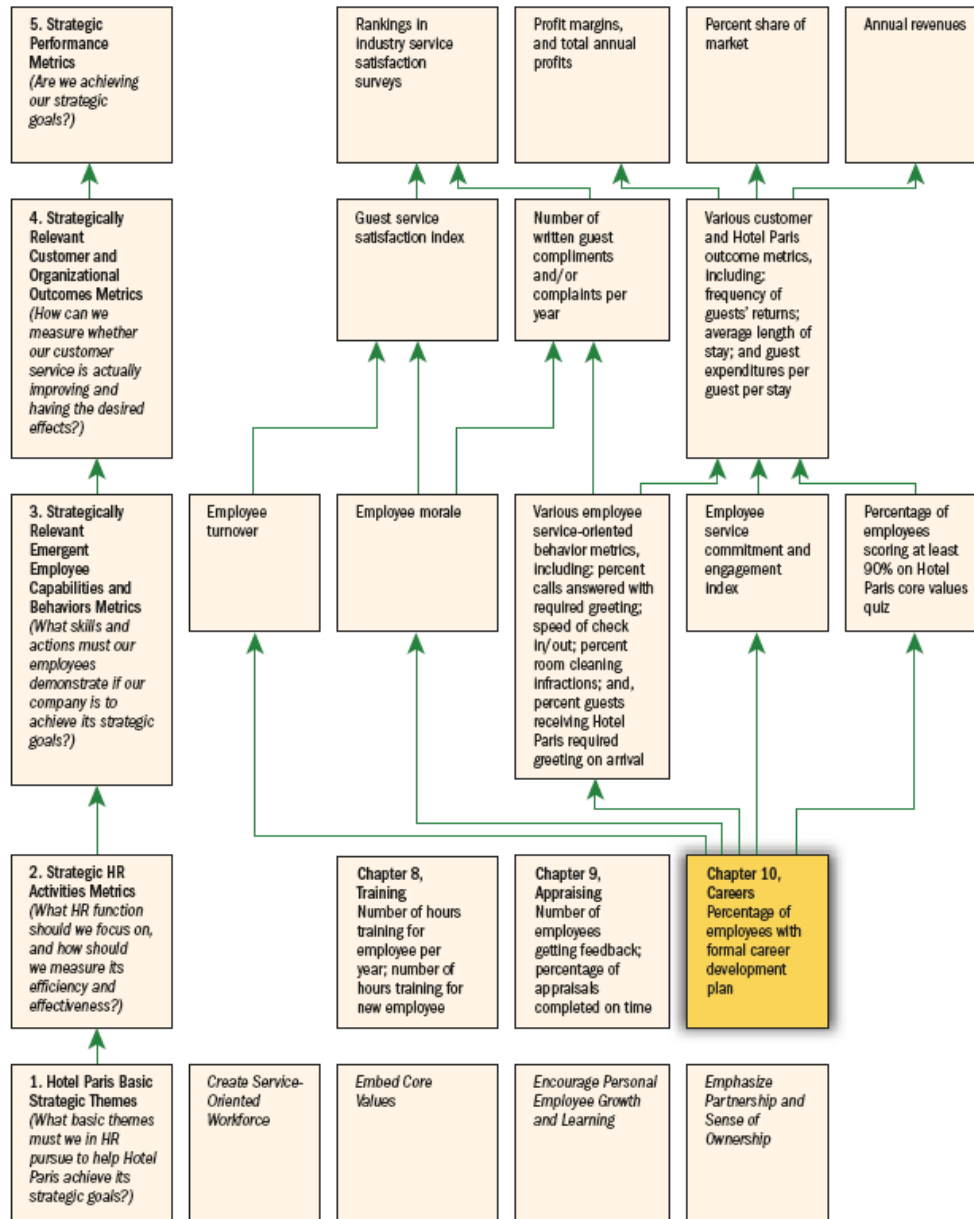 5. Strategic
Performance
Metrics
(Are we achieving
our strategic
goals?)
Rankings in
industry service
satisfaction
surveys
Profit margins,
and total annual
profits
Percent share of
market
Annual revenues
4. Strategically
Relevant
Customer and
Organizational
Outcomes Metrics
(How can we
measure whether
our customer
service is actually
improving and
having the desired
effects?)
Guest service
satisfaction index
Number of
written guest
compliments
and/or
complaints per
year
Various customer
and Hotel Paris
outcome metrics,
including:
frequency of
guests' returns;
average length of
stay; and guest
expenditures per
guest per stay
3. Strategically
Relevant
Emergent
Employee
Capabilities and
Behaviors Metrics
(What skills and
actions must our
employees
demonstrate if our
company is to
achieve its strategic
goals?)
Employee
turnover
Employee morale
Various employee
service-oriented
behavior metrics,
including: percent
calls answered with
required greeting;
speed of check
in/out; percent
room cleaning
infractions; and,
percent guests
receiving Hotel
Paris required
greeting on arrival
Employee
service
commitment and
engagement
index
Percentage of
employees
scoring at least
90% on Hotel
Paris core values
quiz
2. Strategic HR
Activities Metrics
(What HR function
should we focus on,
and how should
we measure its
efficiency and
effectiveness?)
Chapter 8,
Training
Number of hours
training for
employee per
year; number of
hours training for
new employee
Chapter 9,
Appraising
Number of
employees
getting feedback;
percentage of
appraisals
completed on time
Chapter 10,
Careers
Percentage of
employees with
formal career
development
plan
1. Hotel Paris Basic
Strategic Themes
(What basic themes
must we in HR
pursue to help Hotel
Paris achieve its
strategic goals?)
Create Service-
Oriented
Workforce
Embed Core
Values
Encourage Personal
Employee Growth
and Learning
Emphasize
Partnership and
Sense of
Ownership